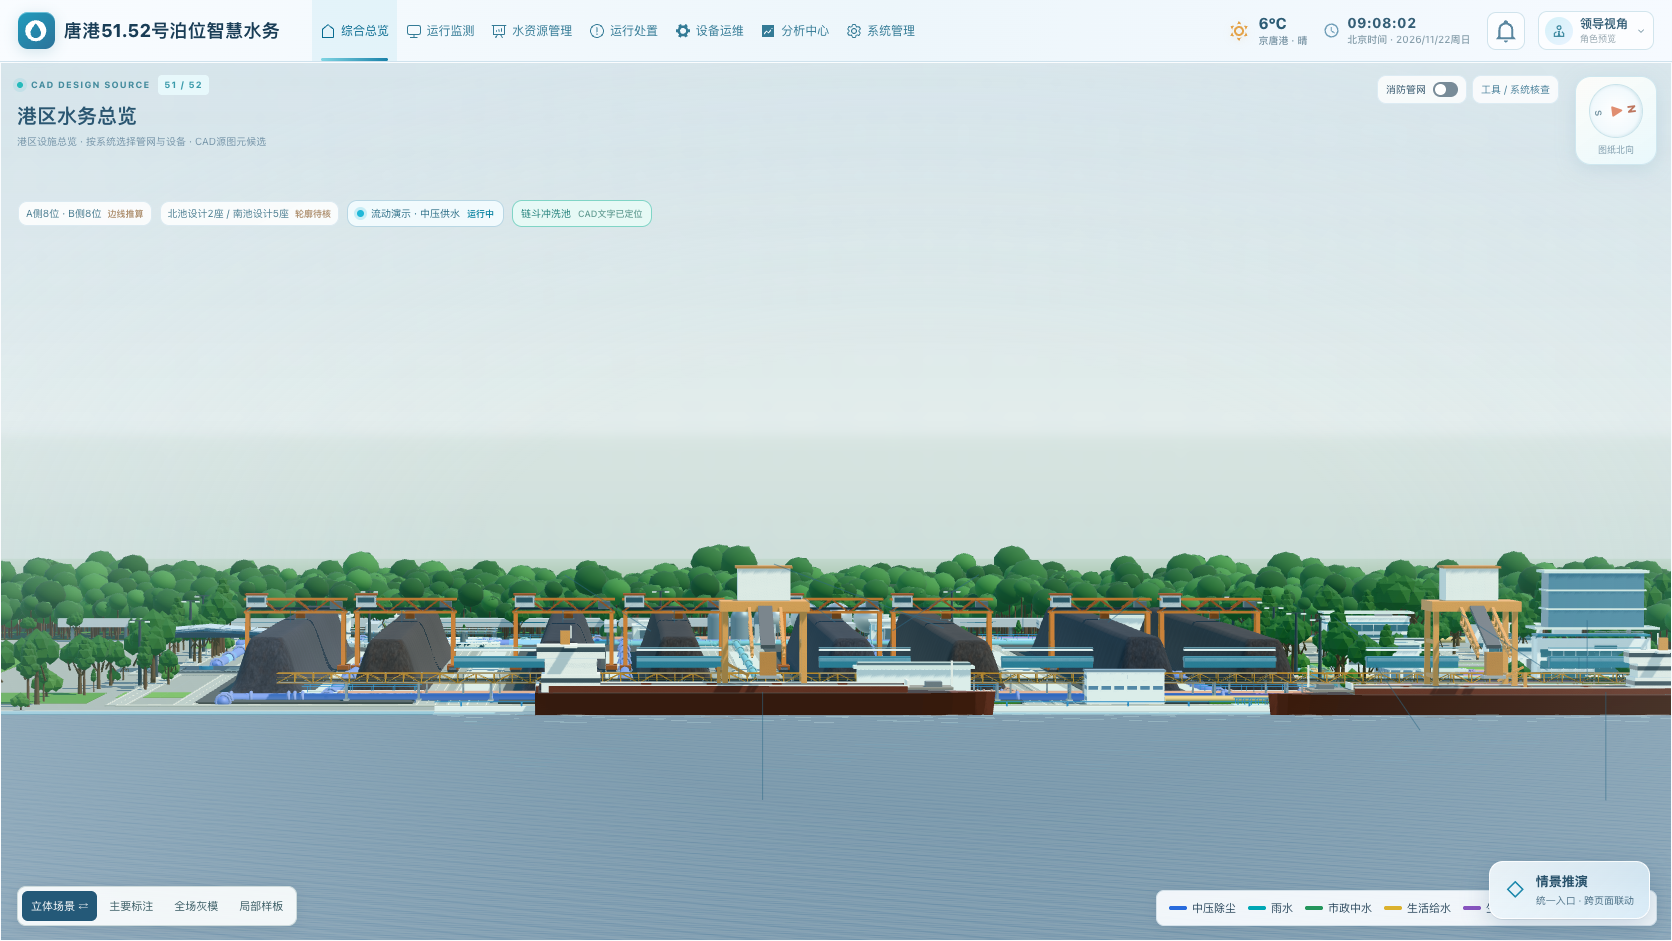 唐港51.52号泊位智慧水务
综合总览
运行监测
水资源管理
运行处置
设备运维
分析中心
系统管理
6°C
京唐港 · 晴
09:08:02
北京时间 · 2026/11/22周日
领导视角
角色预览
CAD DESIGN SOURCE
51 / 52
港区水务总览
港区设施总览 · 按系统选择管网与设备 · CAD源图元候选
消防管网
工具 / 系统核查
S
N
图纸北向
A侧8位 · B侧8位 边线推算
北池设计2座 / 南池设计5座 轮廓待核
流动演示 · 中压供水 运行中
链斗冲洗池 CAD文字已定位
立体场景
主要标注
全场灰模
局部样板
中压除尘
雨水
市政中水
生活给水
情景推演
统一入口 · 跨页面联动